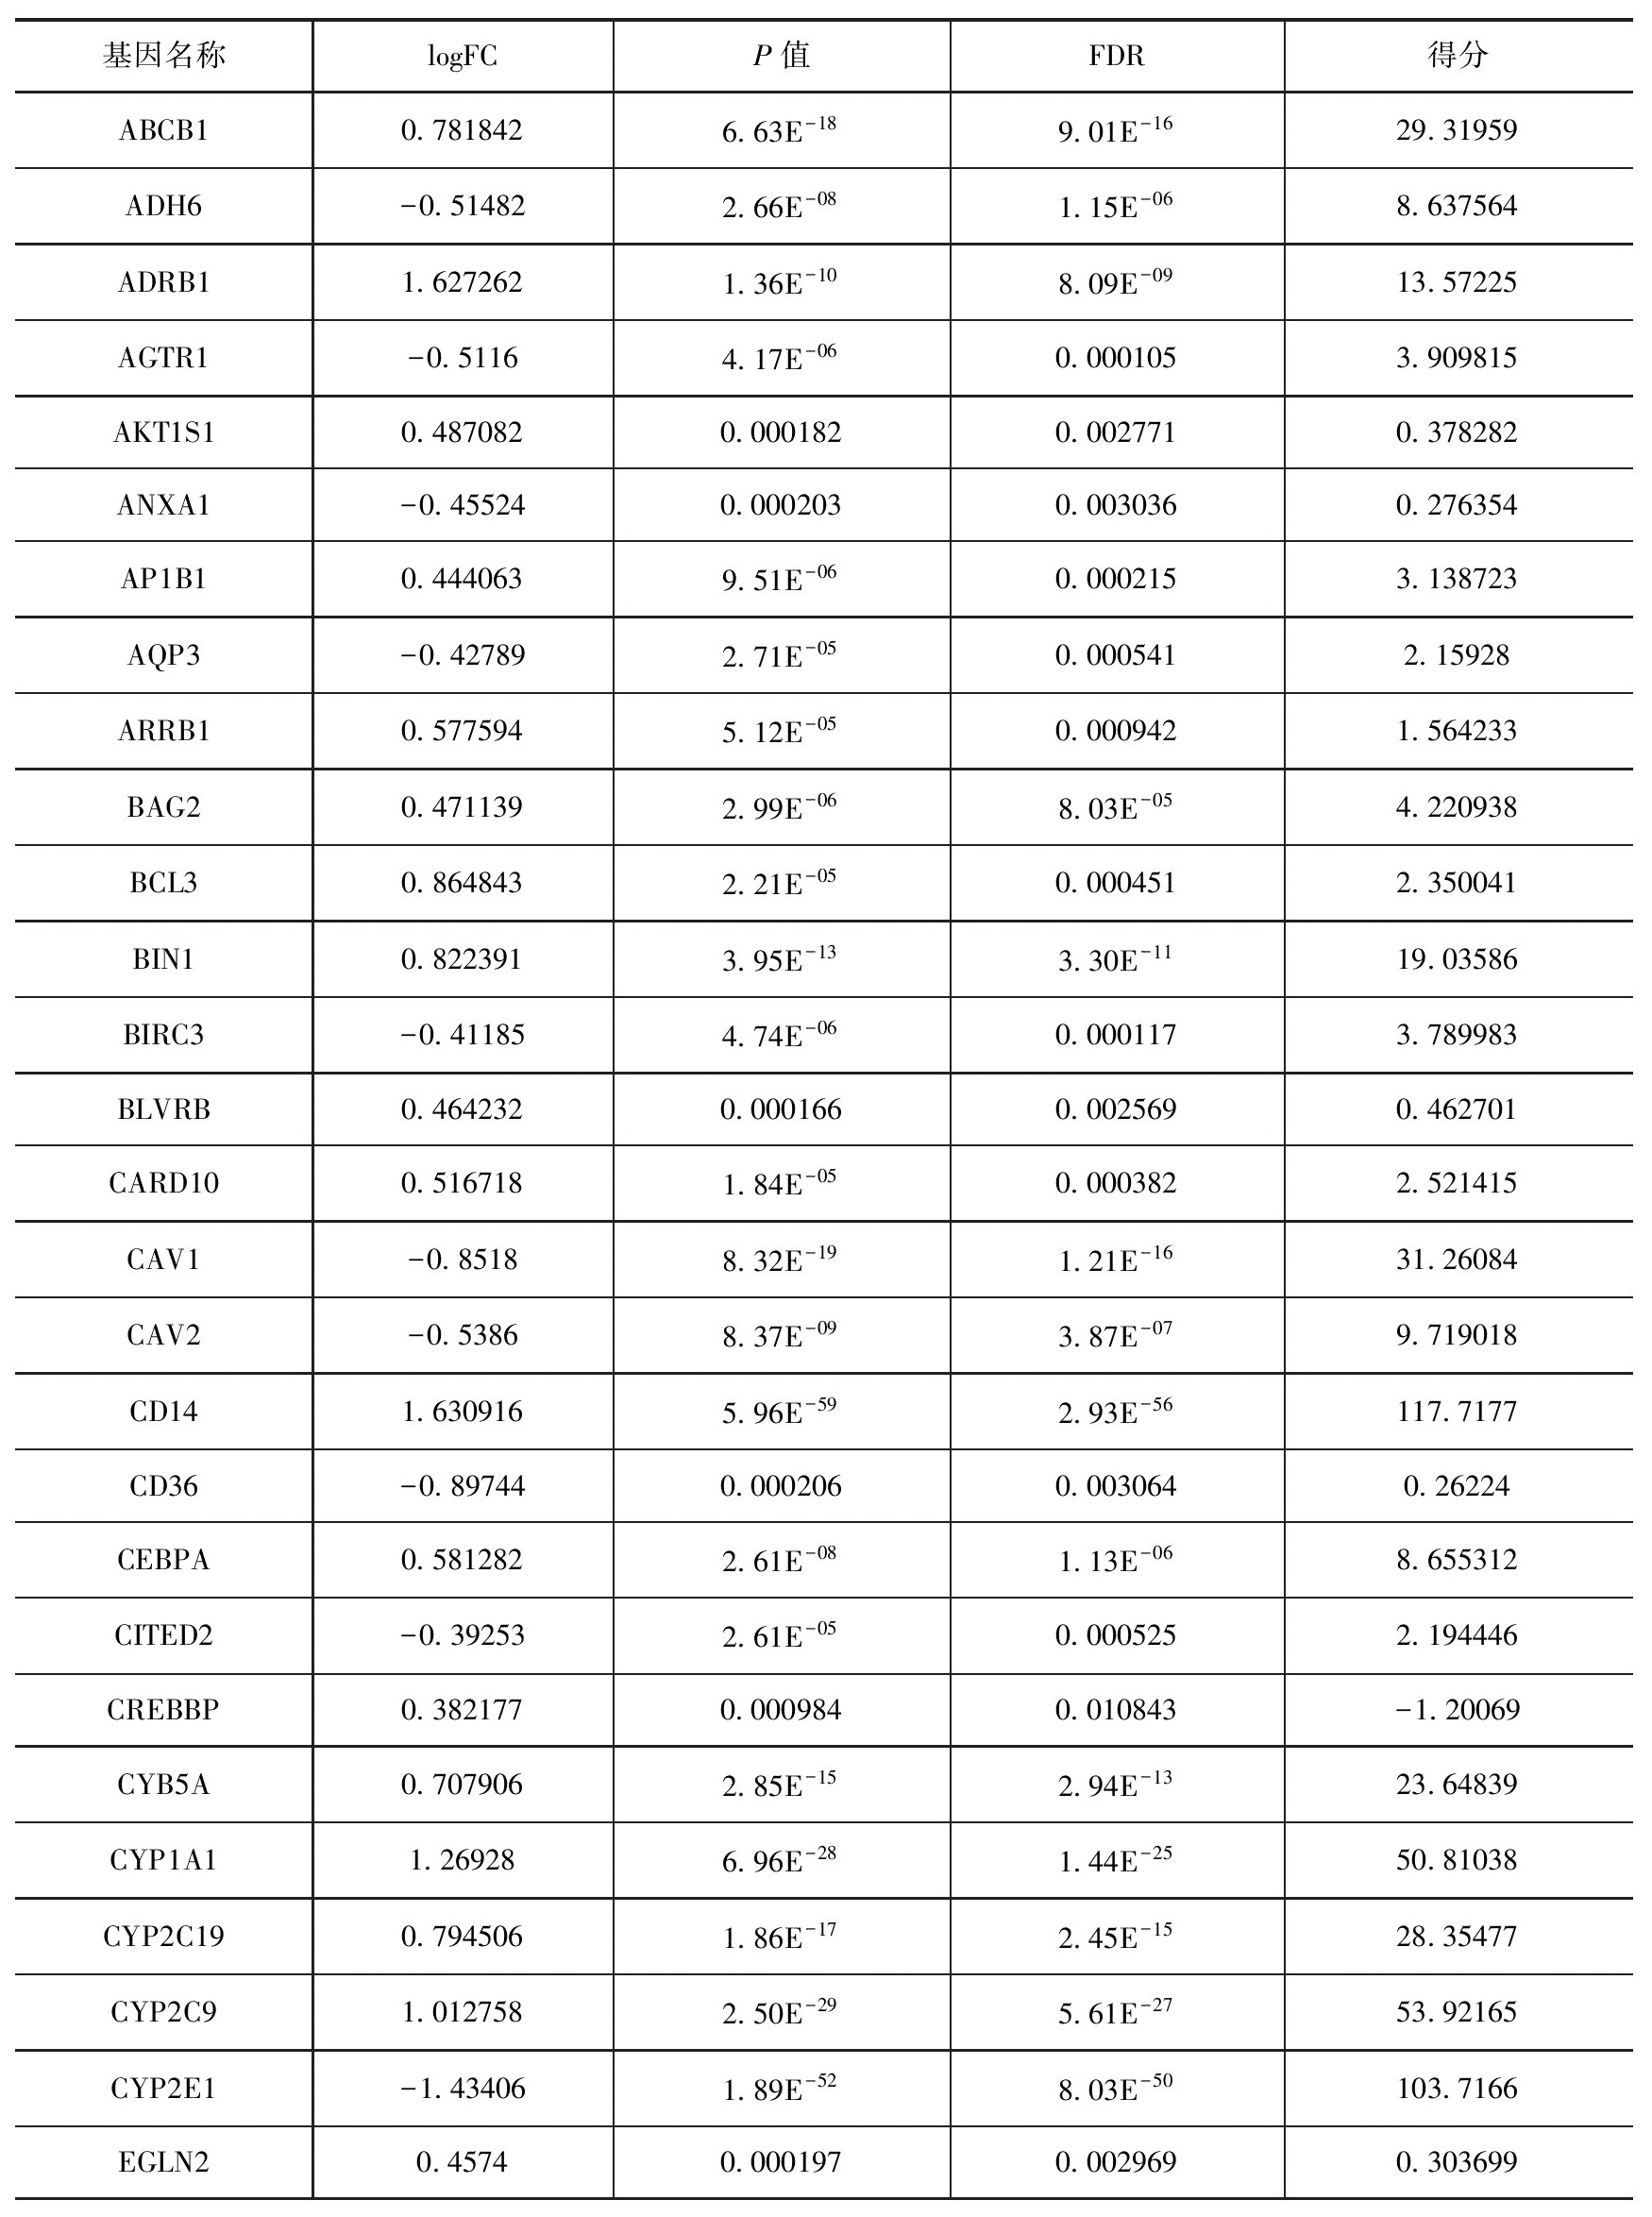 基因名称 logFC P 值 FDR 得分
ABCB1 0.781842 6.63E⁻¹⁸ 9.01E⁻¹⁶ 29.31959
ADH6 -0.51482 2.66E⁻⁰⁸ 1.15E⁻⁰⁶ 8.637564
ADRB1 1.627262 1.36E⁻¹⁰ 8.09E⁻⁰⁹ 13.57225
AGTR1 -0.5116 4.17E⁻⁰⁶ 0.000105 3.909815
AKT1S1 0.487082 0.000182 0.002771 0.378282
ANXA1 -0.45524 0.000203 0.003036 0.276354
AP1B1 0.444063 9.51E⁻⁰⁶ 0.000215 3.138723
AQP3 -0.42789 2.71E⁻⁰⁵ 0.000541 2.15928
ARRB1 0.577594 5.12E⁻⁰⁵ 0.000942 1.564233
BAG2 0.471139 2.99E⁻⁰⁶ 8.03E⁻⁰⁵ 4.220938
BCL3 0.864843 2.21E⁻⁰⁵ 0.000451 2.350041
BIN1 0.822391 3.95E⁻¹³ 3.30E⁻¹¹ 19.03586
BIRC3 -0.41185 4.74E⁻⁰⁶ 0.000117 3.789983
BLVRB 0.464232 0.000166 0.002569 0.462701
CARD10 0.516718 1.84E⁻⁰⁵ 0.000382 2.521415
CAV1 -0.8518 8.32E⁻¹⁹ 1.21E⁻¹⁶ 31.26084
CAV2 -0.5386 8.37E⁻⁰⁹ 3.87E⁻⁰⁷ 9.719018
CD14 1.630916 5.96E⁻⁵⁹ 2.93E⁻⁵⁶ 117.7177
CD36 -0.89744 0.000206 0.003064 0.26224
CEBPA 0.581282 2.61E⁻⁰⁸ 1.13E⁻⁰⁶ 8.655312
CITED2 -0.39253 2.61E⁻⁰⁵ 0.000525 2.194446
CREBBP 0.382177 0.000984 0.010843 -1.20069
CYB5A 0.707906 2.85E⁻¹⁵ 2.94E⁻¹³ 23.64839
CYP1A1 1.26928 6.96E⁻²⁸ 1.44E⁻²⁵ 50.81038
CYP2C19 0.794506 1.86E⁻¹⁷ 2.45E⁻¹⁵ 28.35477
CYP2C9 1.012758 2.50E⁻²⁹ 5.61E⁻²⁷ 53.92165
CYP2E1 -1.43406 1.89E⁻⁵² 8.03E⁻⁵⁰ 103.7166
EGLN2 0.4574 0.000197 0.002969 0.303699